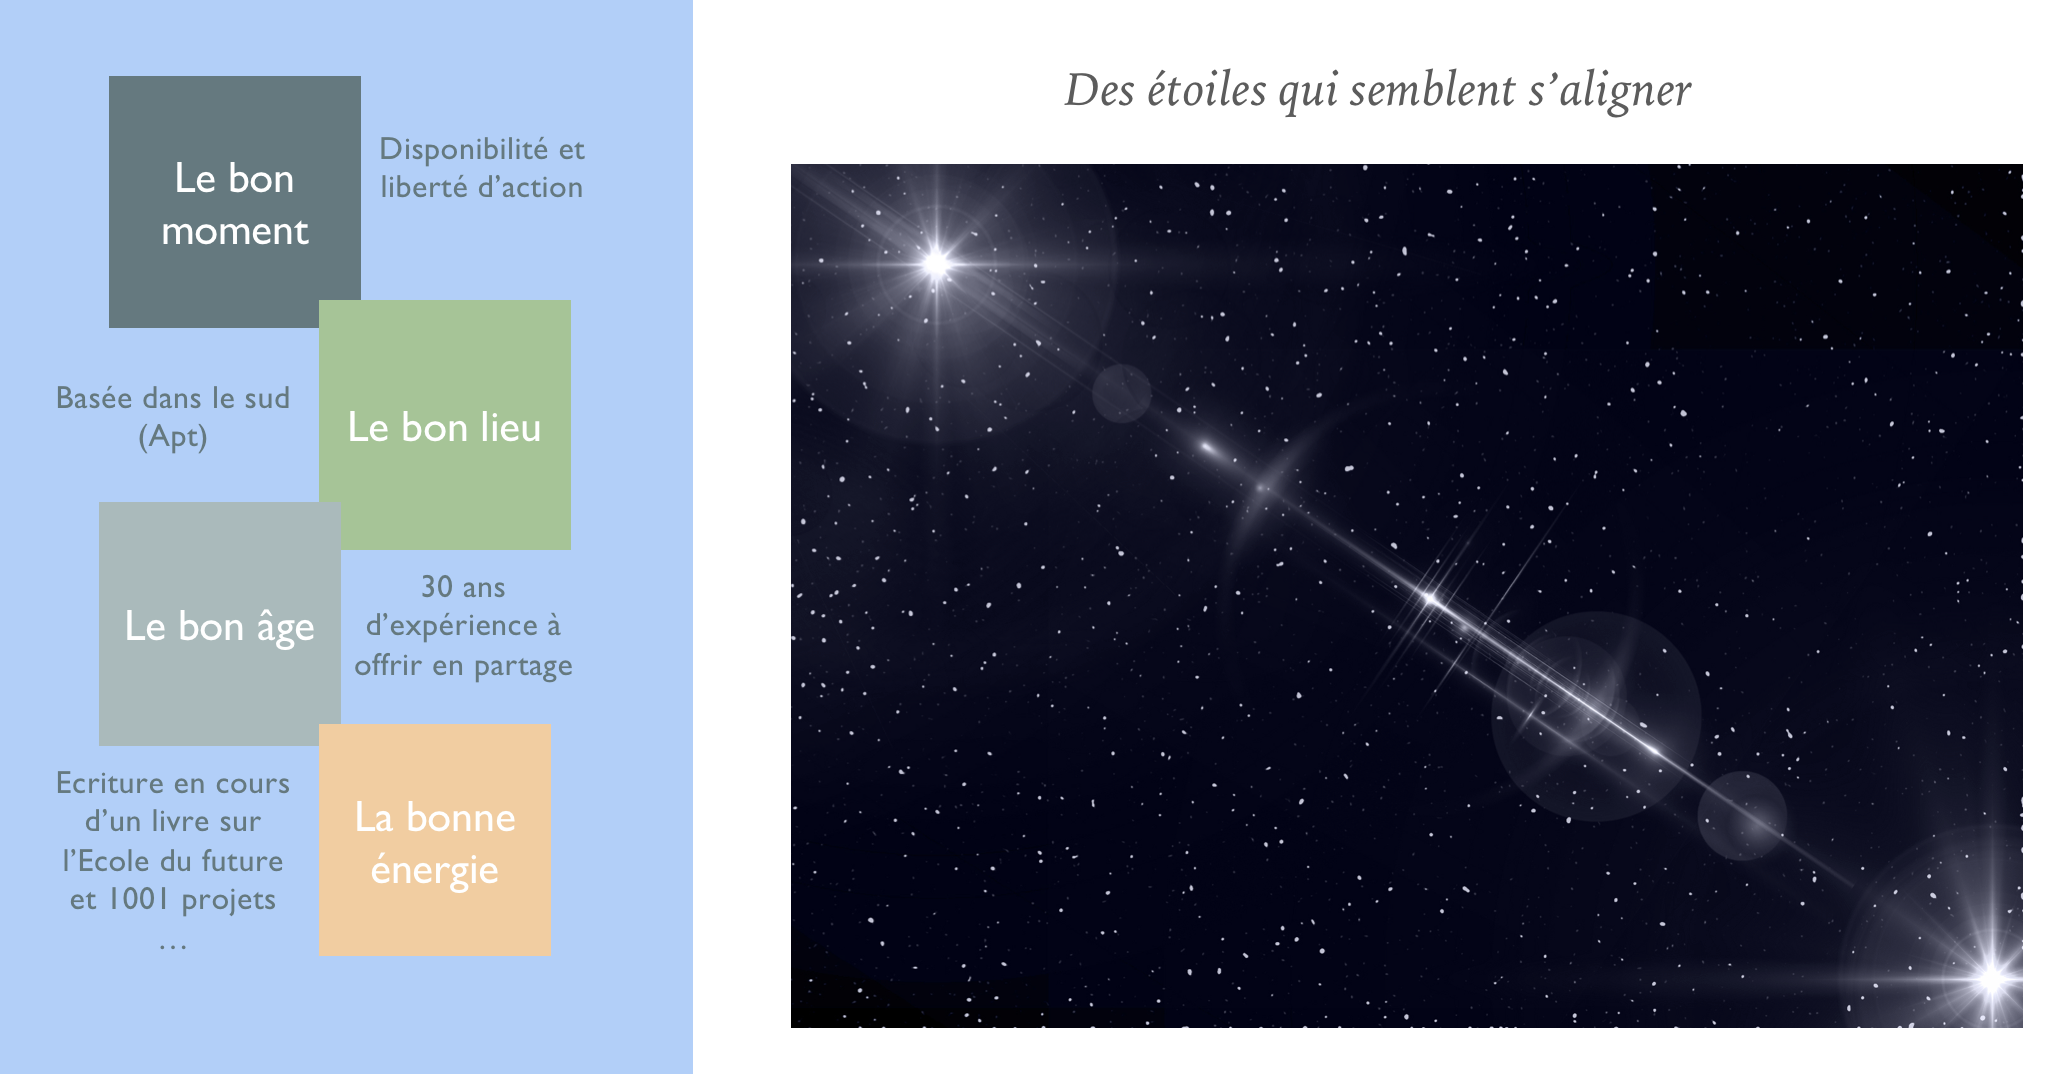 Des étoiles qui semblent s’aligner
Le bon
moment
Disponibilité et
liberté d’action
Le bon lieu
Basée dans le sud
(Apt)
Le bon âge
30 ans
d’expérience à
offrir en partage
La bonne
énergie
Ecriture en cours
d’un livre sur
l’Ecole du future
et 1001 projets
…